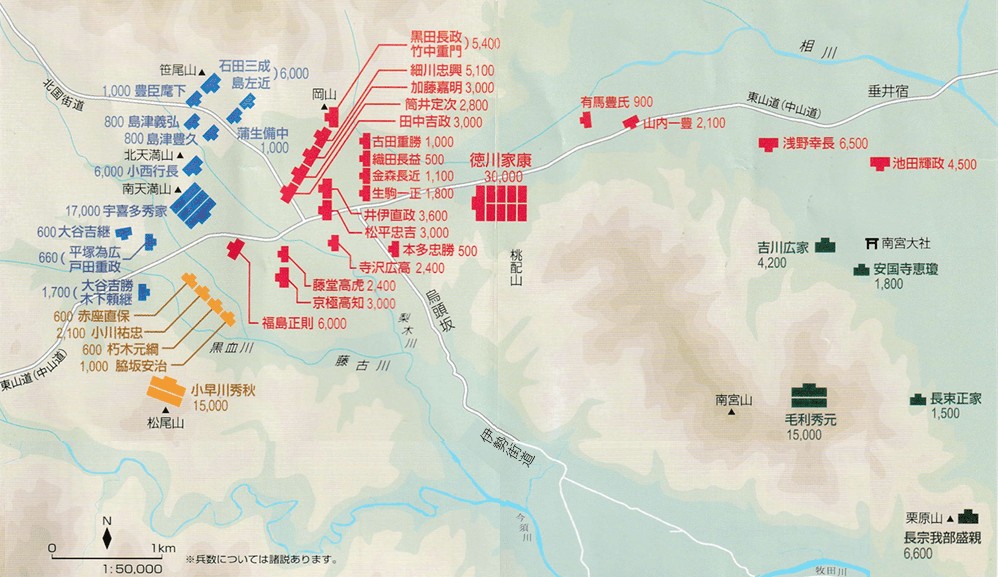 笹尾山▲
石田三成
島左近
6,000
1,000 豊臣麾下
北国街道
800 島津義弘
800 島津豊久
蒲生備中
1,000
北天満山▲
6,000 小西行長
南天満山▲
17,000 宇喜多秀家
600 大谷吉継
660
平塚為広
戸田重政
1,700
大谷吉勝
木下頼継
600 赤座直保
2,100 小川祐忠
600 朽木元綱
1,000 脇坂安治
東山道(中山道)
小早川秀秋
15,000
▲
松尾山
黒血川
藤古川
梨木川
岡山
▲
黒田長政
竹中重門
5,400
細川忠興 5,100
加藤嘉明 3,000
筒井定次 2,800
田中吉政 3,000
古田重勝 1,000
織田長益 500
金森長近 1,100
生駒一正 1,800
徳川家康
30,000
井伊直政 3,600
松平忠吉 3,000
本多忠勝 500
寺沢広高 2,400
藤堂高虎 2,400
京極高知 3,000
福島正則 6,000
桃配山
烏頭坂
伊勢街道
今須川
相川
有馬豊氏 900
山内一豊 2,100
東山道(中山道)
垂井宿
浅野幸長 6,500
池田輝政 4,500
吉川広家
4,200
南宮大社
安国寺恵瓊
1,800
南宮山
▲
毛利秀元
15,000
長束正家
1,500
栗原山▲
長宗我部盛親
6,600
牧田川
N
0 1km
1:50,000
※兵数については諸説あります。